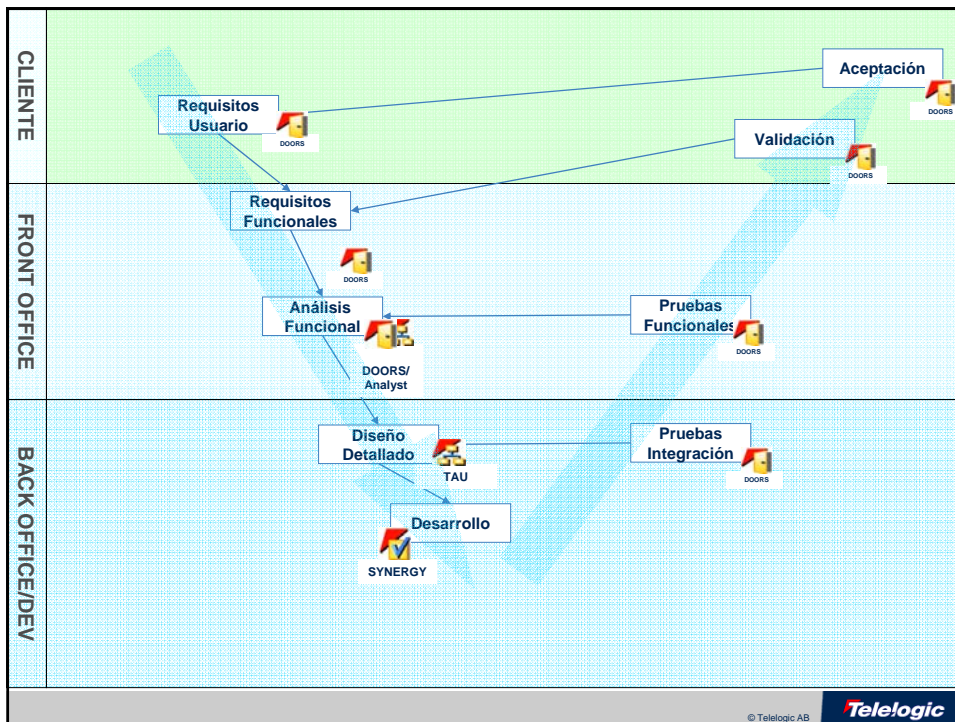 CLIENTE
Aceptación
DOORS
Requisitos
Usuario
DOORS
Validación
DOORS
FRONT OFFICE
Requisitos
Funcionales
DOORS
Análisis
Funcional
DOORS/
Analyst
Pruebas
Funcionales
DOORS
BACK OFFICE/DEV
Diseño
Detallado
TAU
Pruebas
Integración
DOORS
Desarrollo
SYNERGY
© Telelogic AB
Telelogic